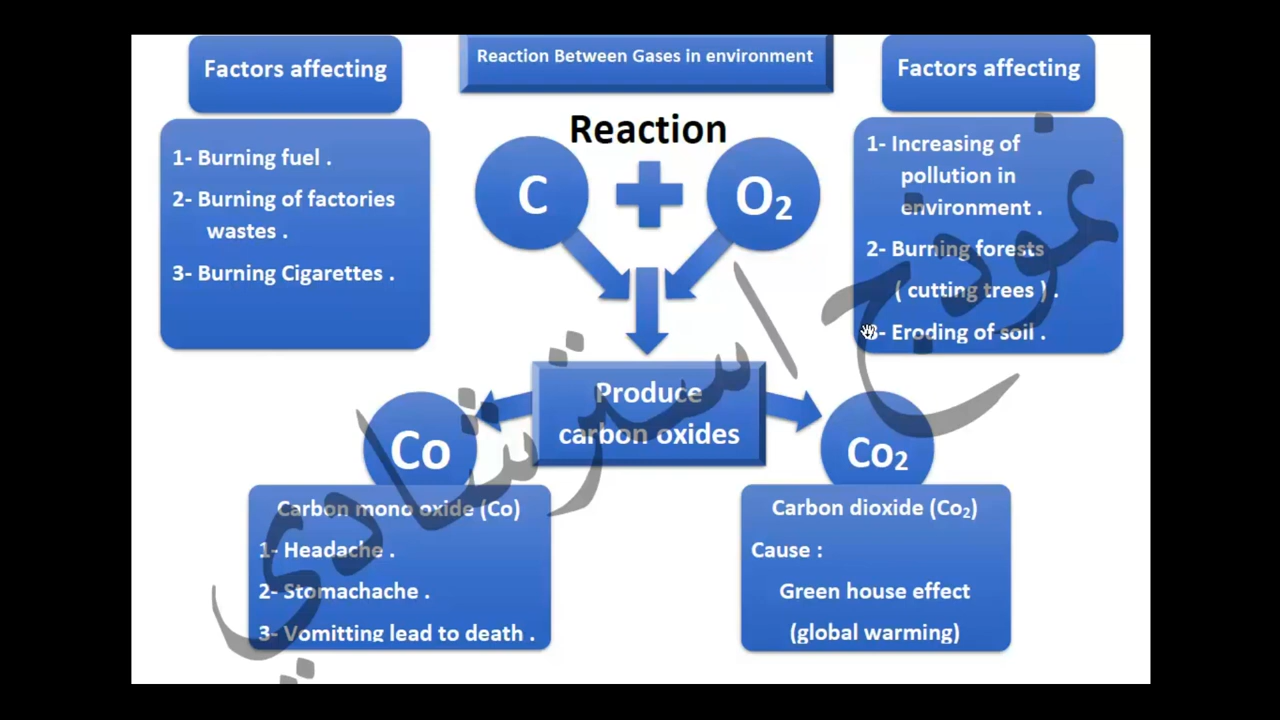 Reaction Between Gases in environment
Factors affecting
1- Burning fuel .
2- Burning of factories
wastes .
3- Burning Cigarettes .
Factors affecting
1- Increasing of
pollution in
environment .
2- Burning forests
( cutting trees ) .
3- Eroding of soil .
Reaction
C
O₂
Produce
carbon oxides
Co
Carbon mono oxide (Co)
1- Headache .
2- Stomachache .
3- Vomitting lead to death .
Co₂
Carbon dioxide (Co₂)
Cause :
Green house effect
(global warming)
نموذج استرشادي